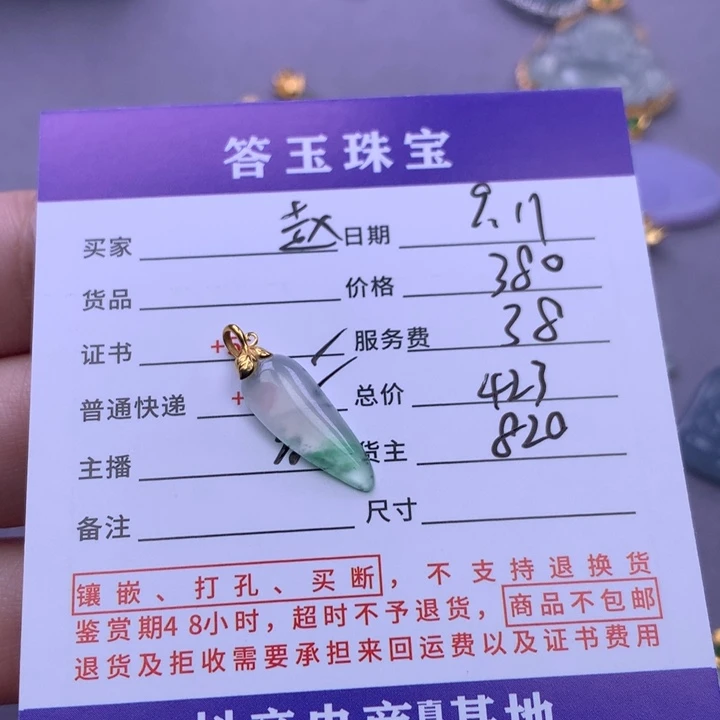 答玉珠宝
买家 赵 日期 9.17
货品 价格 380
证书 + 服务费 38
普通快递 + 总价 423
主播 货主 820
备注 尺寸
镶嵌、打孔、买断，不支持退换货
鉴赏期48小时，超时不予退货，商品不包邮
退货及拒收需要承担来回运费以及证书费用